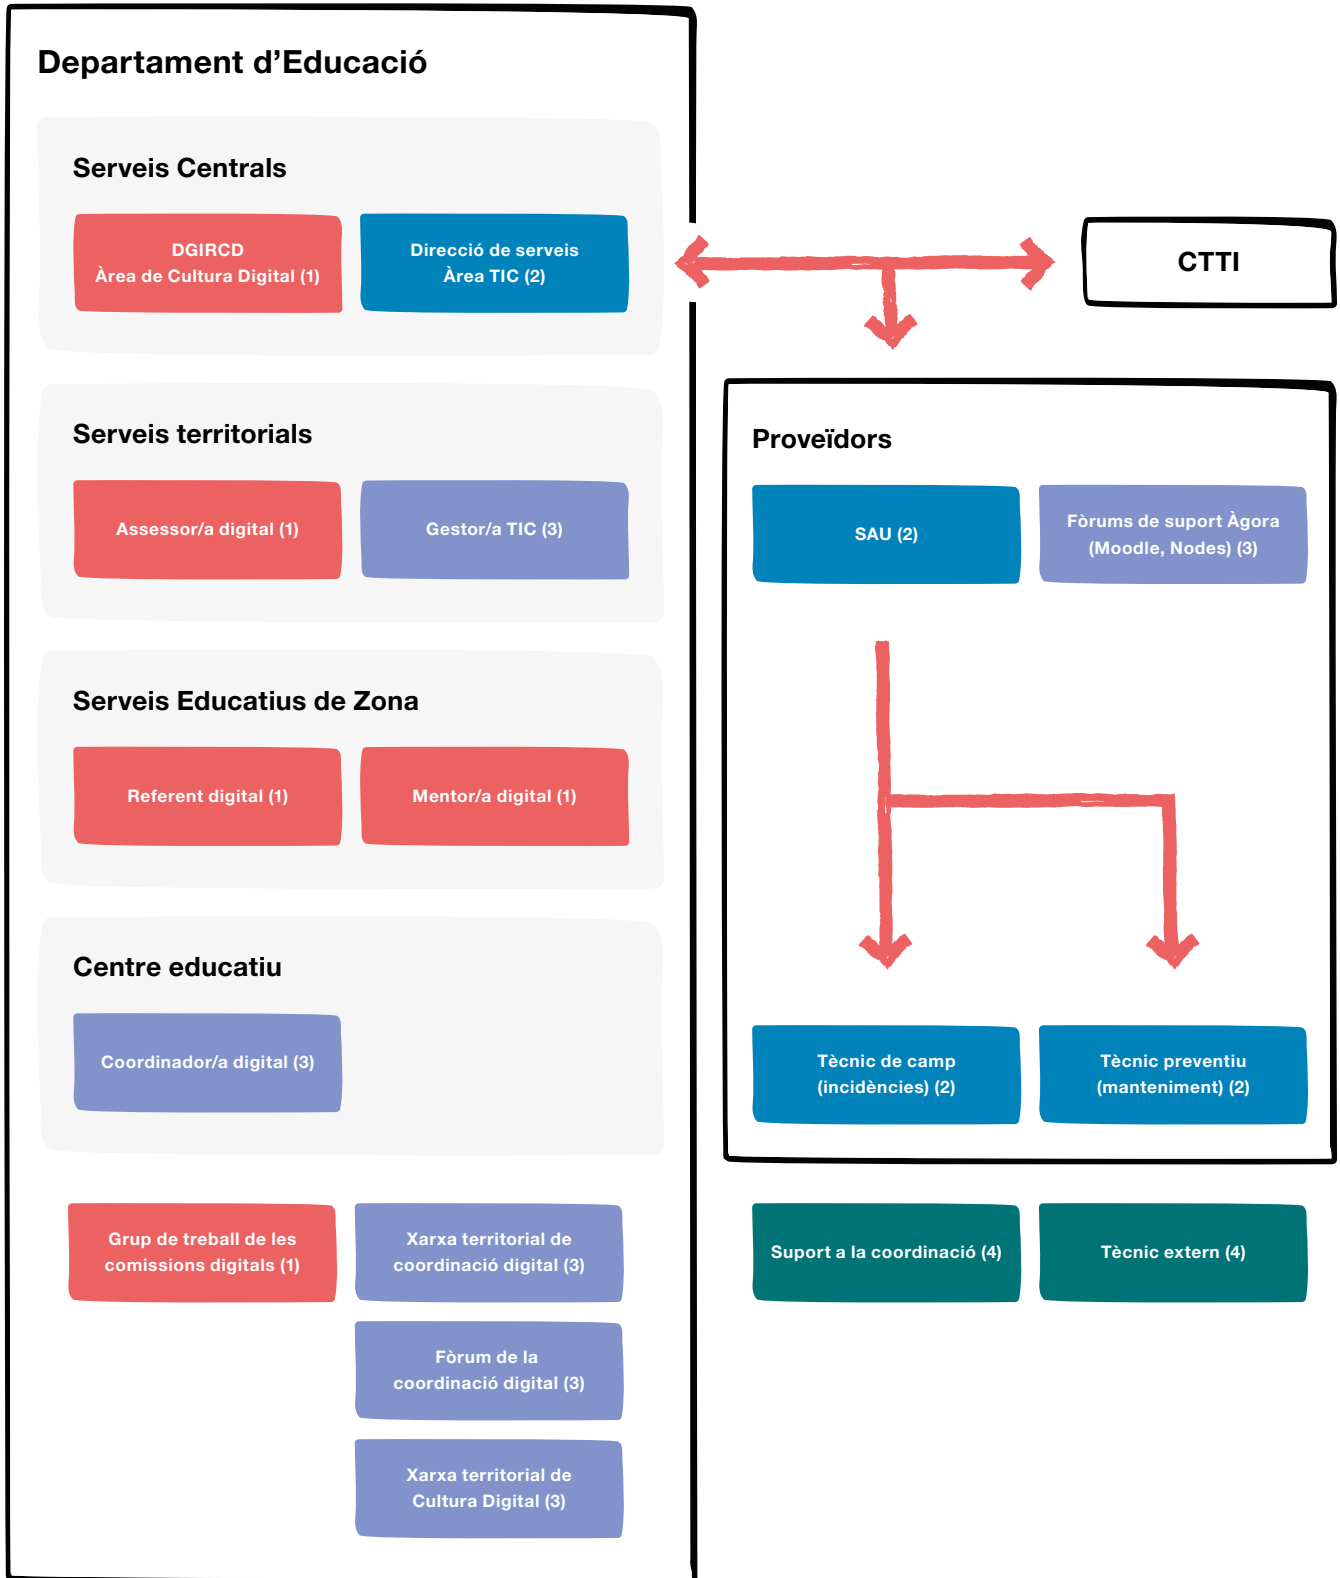 Departament d’Educació
Serveis Centrals
DGIRCD
Àrea de Cultura Digital (1)
Direcció de serveis
Àrea TIC (2)
CTTI
Serveis territorials
Assessor/a digital (1)
Gestor/a TIC (3)
Serveis Educatius de Zona
Referent digital (1)
Mentor/a digital (1)
Centre educatiu
Coordinador/a digital (3)
Grup de treball de les
comissions digitals (1)
Xarxa territorial de
coordinació digital (3)
Fòrum de la
coordinació digital (3)
Xarxa territorial de
Cultura Digital (3)
Proveïdors
SAU (2)
Fòrums de suport Àgora
(Moodle, Nodes) (3)
Tècnic de camp
(incidències) (2)
Tècnic preventiu
(manteniment) (2)
Suport a la coordinació (4)
Tècnic extern (4)